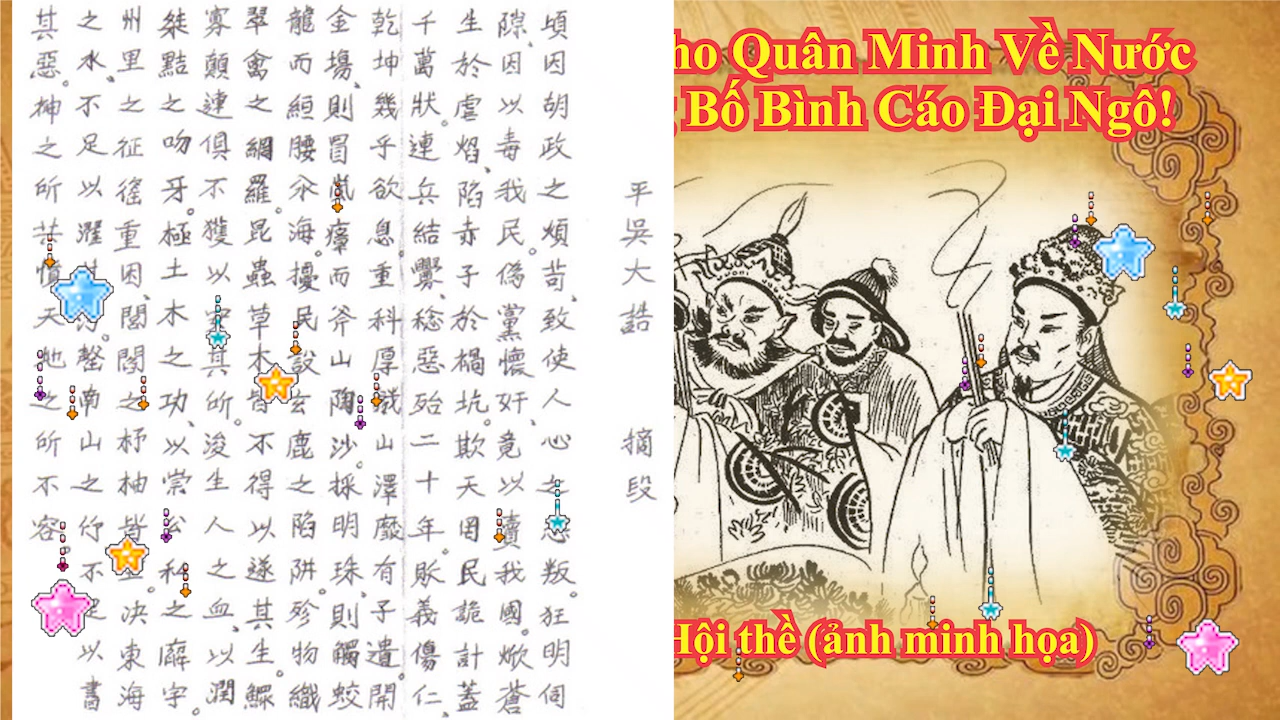 平吳大誥 摘段
頃因胡政之煩苛、致使人心之怨叛。狂明伺
隙、因以毒我民。偽黨懷奸、竟以賣我國。焮蒼
生於虐焰、陷赤子於禍坑。欺天罔民、詭計蓋
千萬狀。連兵結釁、稔惡殆二十年。敗義傷仁、
乾坤幾乎欲息。重科厚斂山澤靡有孑遺。開
金場、則冒嵐瘴而斧山陶沙。採明珠、則觸蛟
龍而絙腰汆海。擾民設玄鹿之陷阱。殄物織
翠禽之網羅。昆蟲草木皆不得以遂其生。鰥
寡顛連俱不獲以安其所。浚生人之血、以潤
桀黠之吻牙。極土木之功、以崇公私之廨宇。
州里之征徭重困、閭閻之杼柚皆空。決東海
之水。不足以濯其罄南山之竹不足以書
其惡。神之所共憤天地之所不容。
ho Quân Minh Về Nước
Bố Bình Cáo Đại Ngô!
Hội thề (ảnh minh họa)